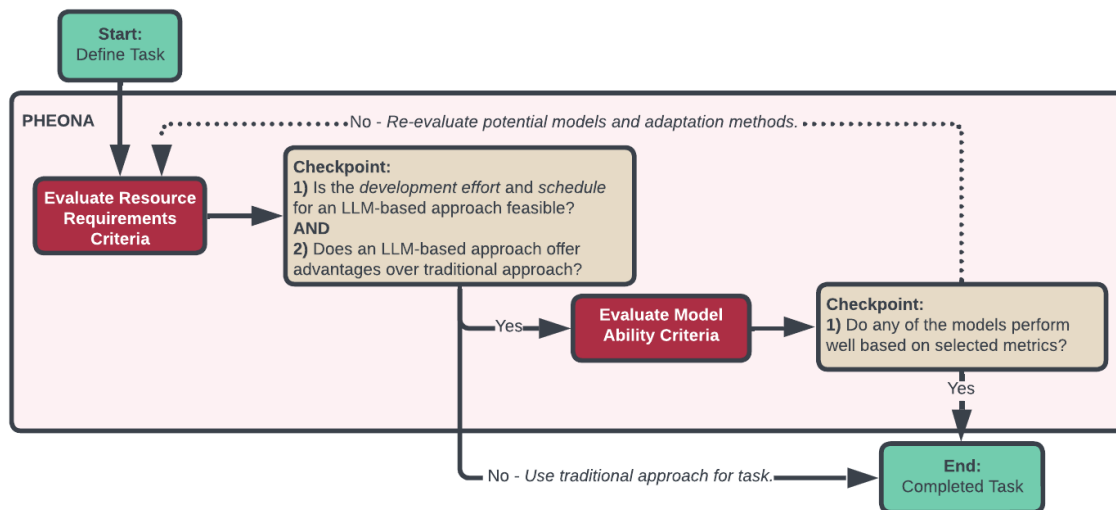 Start:
Define Task
PHEONA
No - Re-evaluate potential models and adaptation methods.
Evaluate Resource
Requirements
Criteria
Checkpoint:
1) Is the development effort and schedule
for an LLM-based approach feasible?
AND
2) Does an LLM-based approach offer
advantages over traditional approach?
Yes
Evaluate Model
Ability Criteria
Checkpoint:
1) Do any of the models perform
well based on selected metrics?
Yes
No - Use traditional approach for task.
End:
Completed Task